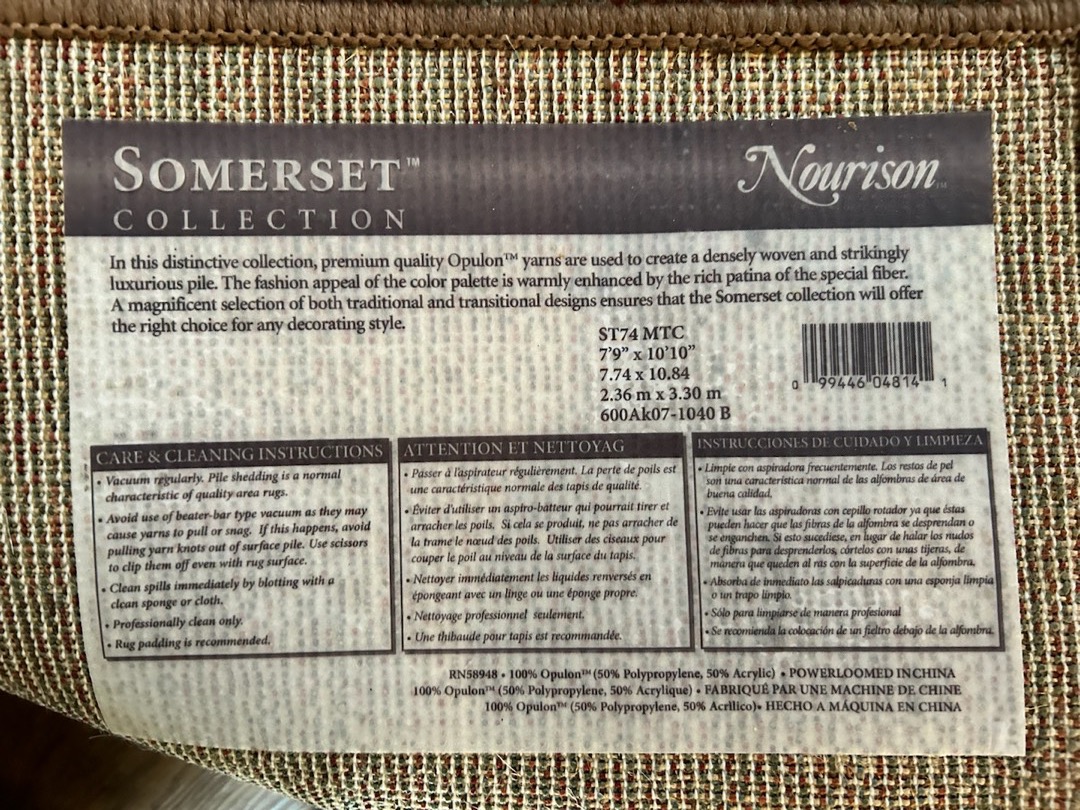 SOMERSET™
COLLECTION
Nourison™
In this distinctive collection, premium quality Opulon™ yarns are used to create a densely woven and strikingly
luxurious pile. The fashion appeal of the color palette is warmly enhanced by the rich patina of the special fiber.
A magnificent selection of both traditional and transitional designs ensures that the Somerset collection will offer
the right choice for any decorating style.
ST74 MTC
7'9" x 10'10"
7.74 x 10.84
2.36 m x 3.30 m
600Ak07-1040 B
0 99446 04814 1
CARE & CLEANING INSTRUCTIONS
• Vacuum regularly. Pile shedding is a normal
characteristic of quality area rugs.
• Avoid use of beater-bar type vacuum as they may
cause yarns to pull or snag. If this happens, avoid
pulling yarn knots out of surface pile. Use scissors
to clip them off even with rug surface.
• Clean spills immediately by blotting with a
clean sponge or cloth.
• Professionally clean only.
• Rug padding is recommended.
ATTENTION ET NETTOYAG
• Passer à l'aspirateur régulièrement. La perte de poils est
une caractéristique normale des tapis de qualité.
• Éviter d'utiliser un aspiro-batteur qui pourrait tirer et
arracher les poils. Si cela se produit, ne pas arracher de
la trame le nœud des poils. Utiliser des ciseaux pour
couper le poil au niveau de la surface du tapis.
• Nettoyer immédiatement les liquides renversés en
épongeant avec un linge ou une éponge propre.
• Nettoyage professionnel seulement.
• Une thibaude pour tapis est recommandée.
INSTRUCCIONES DE CUIDADO Y LIMPIEZA
• Limpie con aspiradora frecuentemente. Los restos de pel
son una característica normal de las alfombras de área de
buena calidad.
• Evite usar las aspiradoras con cepillo rotador ya que éstas
pueden hacer que las fibras de la alfombra se desprendan o
se enganchen. Si esto sucediese, en lugar de halar los nudos
de fibras para desprenderlos, córtelos con unas tijeras, de
manera que queden al ras con la superficie de la alfombra.
• Absorba de inmediato las salpicaduras con una esponja limpia
o un trapo limpio.
• Sólo para limpiarse de manera profesional
• Se recomienda la colocación de un fieltro debajo de la alfombra.
RN58948 • 100% Opulon™ (50% Polypropylene, 50% Acrylic) • POWERLOOMED IN CHINA
100% Opulon™ (50% Polypropylene, 50% Acrylique) • FABRIQUÉ PAR UNE MACHINE DE CHINE
100% Opulon™ (50% Polypropylene, 50% Acrílico) • HECHO A MÁQUINA EN CHINA